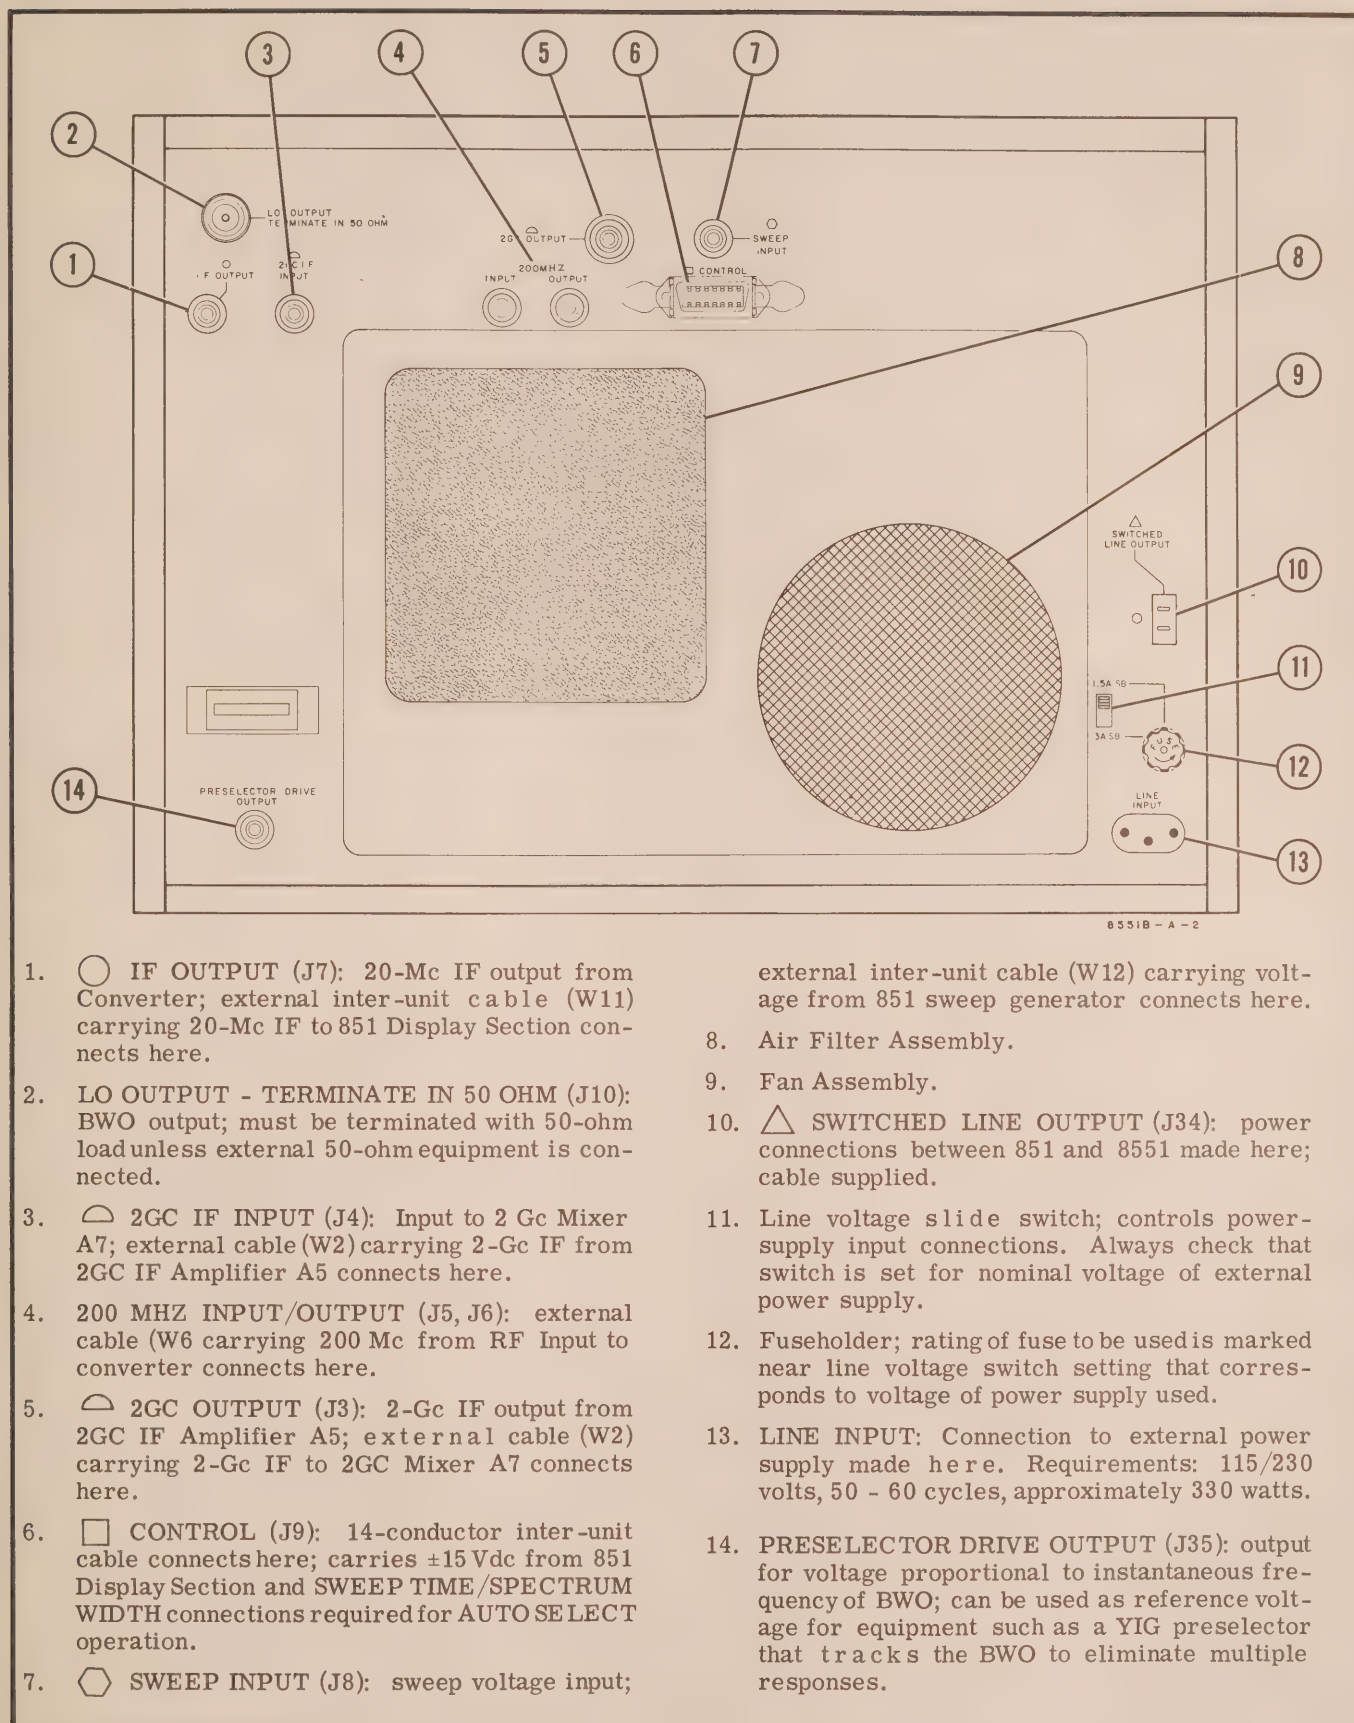 3
4
5
6
7
2
LO OUTPUT
TERMINATE IN 50 OHM
2GC OUTPUT
SWEEP
INPUT
1
IF OUTPUT
2GC IF
INPUT
200MHZ
INPUT OUTPUT
CONTROL
8
9
SWITCHED
LINE OUTPUT
10
11
1.5A SB
3A SB
FUSE
12
14
PRESELECTOR DRIVE
OUTPUT
LINE
INPUT
13
8551B-A-2
1. ◯ IF OUTPUT (J7): 20-Mc IF output from
Converter; external inter-unit cable (W11)
carrying 20-Mc IF to 851 Display Section con-
nects here.
2. LO OUTPUT - TERMINATE IN 50 OHM (J10):
BWO output; must be terminated with 50-ohm
load unless external 50-ohm equipment is con-
nected.
3. ⌓ 2GC IF INPUT (J4): Input to 2 Gc Mixer
A7; external cable (W2) carrying 2-Gc IF from
2GC IF Amplifier A5 connects here.
4. 200 MHZ INPUT/OUTPUT (J5, J6): external
cable (W6 carrying 200 Mc from RF Input to
converter connects here.
5. ⌓ 2GC OUTPUT (J3): 2-Gc IF output from
2GC IF Amplifier A5; external cable (W2)
carrying 2-Gc IF to 2GC Mixer A7 connects
here.
6. □ CONTROL (J9): 14-conductor inter-unit
cable connects here; carries ±15 Vdc from 851
Display Section and SWEEP TIME/SPECTRUM
WIDTH connections required for AUTO SELECT
operation.
7. ⬡ SWEEP INPUT (J8): sweep voltage input;
external inter-unit cable (W12) carrying volt-
age from 851 sweep generator connects here.
8. Air Filter Assembly.
9. Fan Assembly.
10. △ SWITCHED LINE OUTPUT (J34): power
connections between 851 and 8551 made here;
cable supplied.
11. Line voltage slide switch; controls power-
supply input connections. Always check that
switch is set for nominal voltage of external
power supply.
12. Fuseholder; rating of fuse to be used is marked
near line voltage switch setting that corres-
ponds to voltage of power supply used.
13. LINE INPUT: Connection to external power
supply made here. Requirements: 115/230
volts, 50 - 60 cycles, approximately 330 watts.
14. PRESELECTOR DRIVE OUTPUT (J35): output
for voltage proportional to instantaneous fre-
quency of BWO; can be used as reference volt-
age for equipment such as a YIG preselector
that tracks the BWO to eliminate multiple
responses.